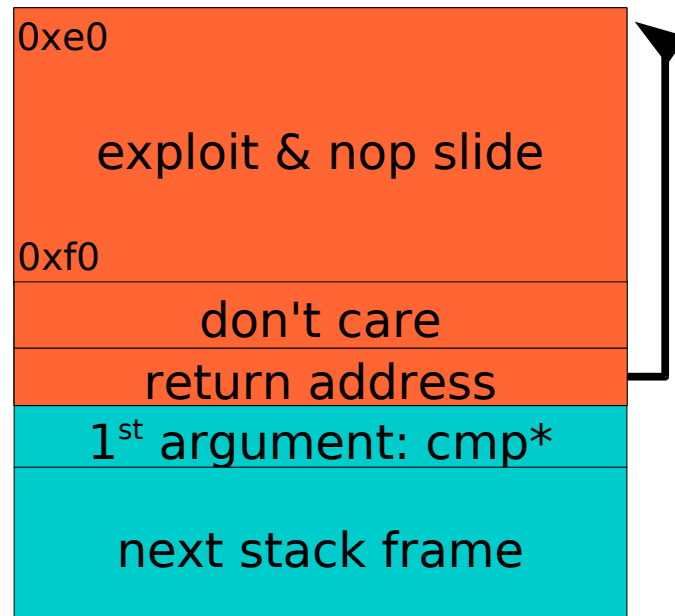 0xe0
exploit & nop slide
0xf0
don't care
return address
1st argument: cmp*
next stack frame